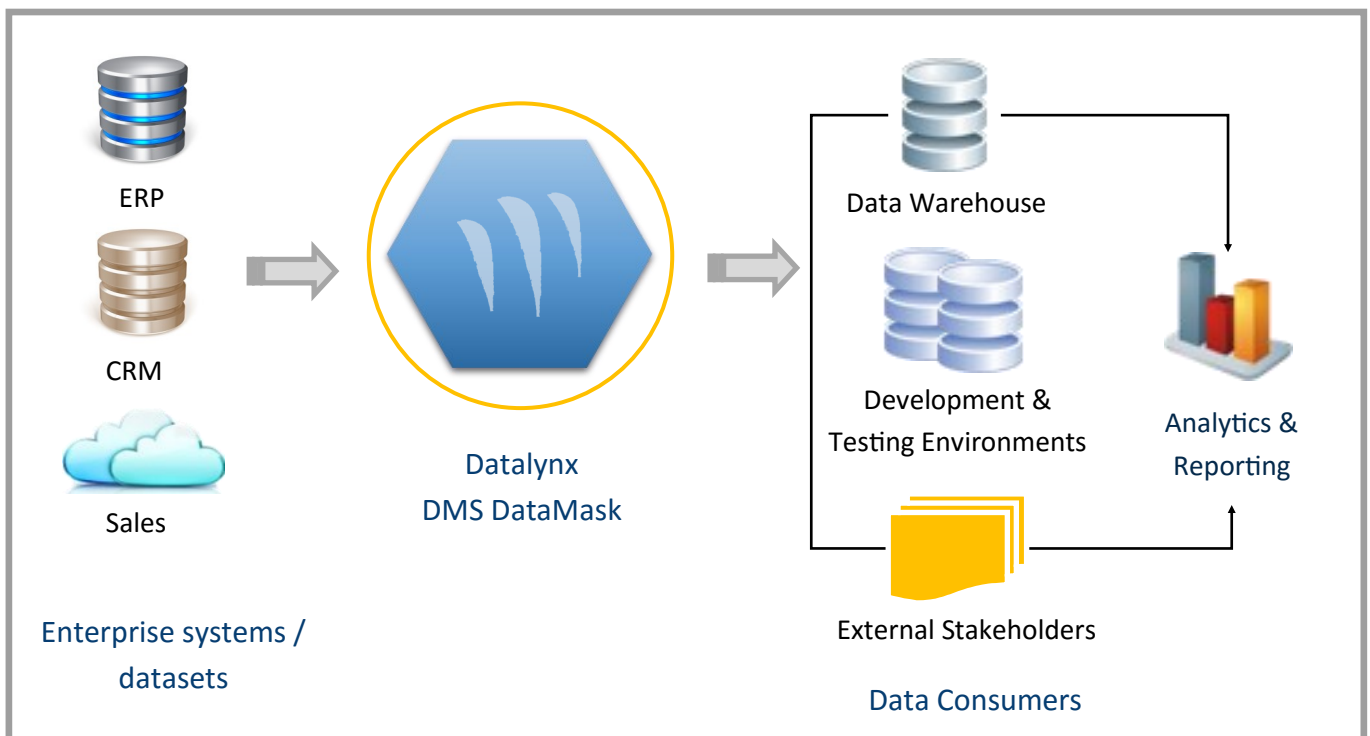 ERP
CRM
Sales
Enterprise systems /
datasets
Datalynx
DMS DataMask
Data Warehouse
Development &
Testing Environments
External Stakeholders
Data Consumers
Analytics &
Reporting